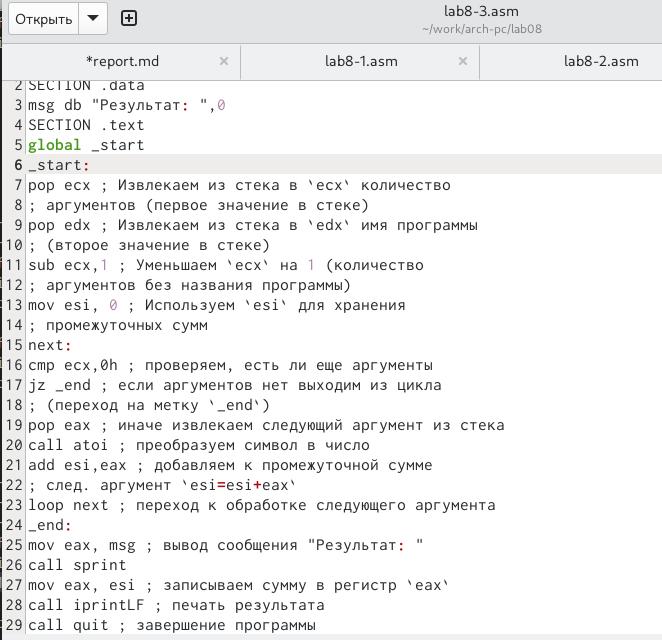 Открыть
lab8-3.asm
~/work/arch-pc/lab08
*report.md
lab8-1.asm
lab8-2.asm
2 SECTION .data
3 msg db "Результат: ",0
4 SECTION .text
5 global _start
6 _start:
7 pop ecx ; Извлекаем из стека в `ecx` количество
8 ; аргументов (первое значение в стеке)
9 pop edx ; Извлекаем из стека в `edx` имя программы
10 ; (второе значение в стеке)
11 sub ecx,1 ; Уменьшаем `ecx` на 1 (количество
12 ; аргументов без названия программы)
13 mov esi, 0 ; Используем `esi` для хранения
14 ; промежуточных сумм
15 next:
16 cmp ecx,0h ; проверяем, есть ли еще аргументы
17 jz _end ; если аргументов нет выходим из цикла
18 ; (переход на метку `_end`)
19 pop eax ; иначе извлекаем следующий аргумент из стека
20 call atoi ; преобразуем символ в число
21 add esi,eax ; добавляем к промежуточной сумме
22 ; след. аргумент `esi=esi+eax`
23 loop next ; переход к обработке следующего аргумента
24 _end:
25 mov eax, msg ; вывод сообщения "Результат: "
26 call sprint
27 mov eax, esi ; записываем сумму в регистр `eax`
28 call iprintLF ; печать результата
29 call quit ; завершение программы